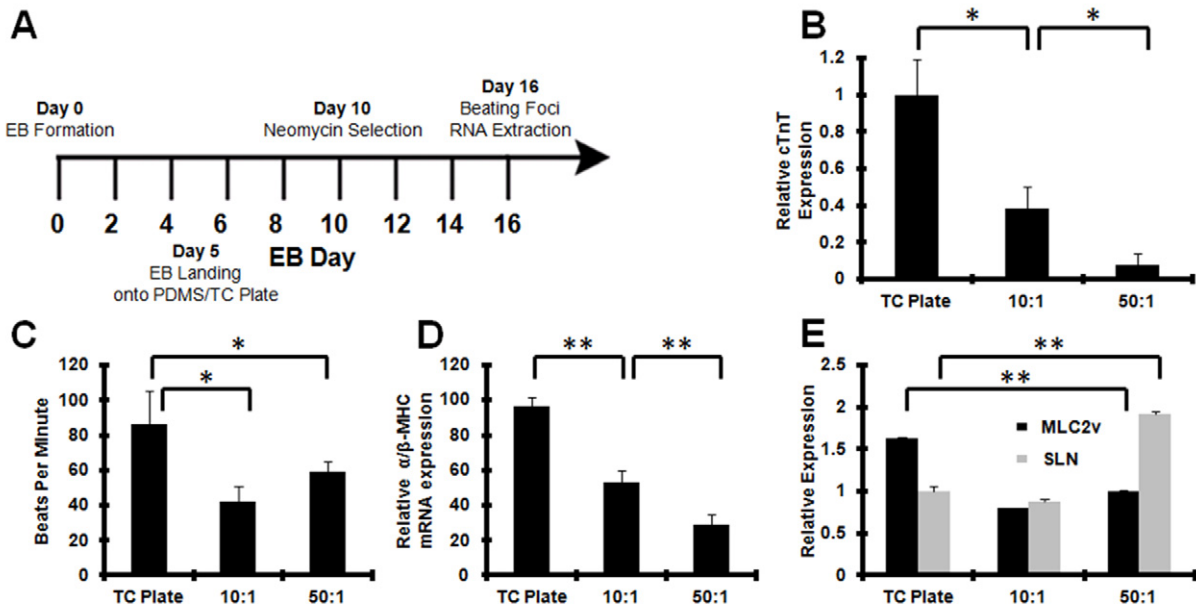 A
Day 0
EB Formation
Day 10
Neomycin Selection
Day 16
Beating Foci
RNA Extraction
0 2 4 6 8 10 12 14 16
Day 5
EB Landing
onto PDMS/TC Plate
EB Day
B
* *
Relative cTnT
Expression
1.2
1
0.8
0.6
0.4
0.2
0
TC Plate 10:1 50:1
C
*
*
Beats Per Minute
120
100
80
60
40
20
0
TC Plate 10:1 50:1
D
** **
Relative α/β-MHC
mRNA expression
120
100
80
60
40
20
0
TC Plate 10:1 50:1
E
**
**
Relative Expression
2.5
2
1.5
1
0.5
0
MLC2v
SLN
TC Plate 10:1 50:1